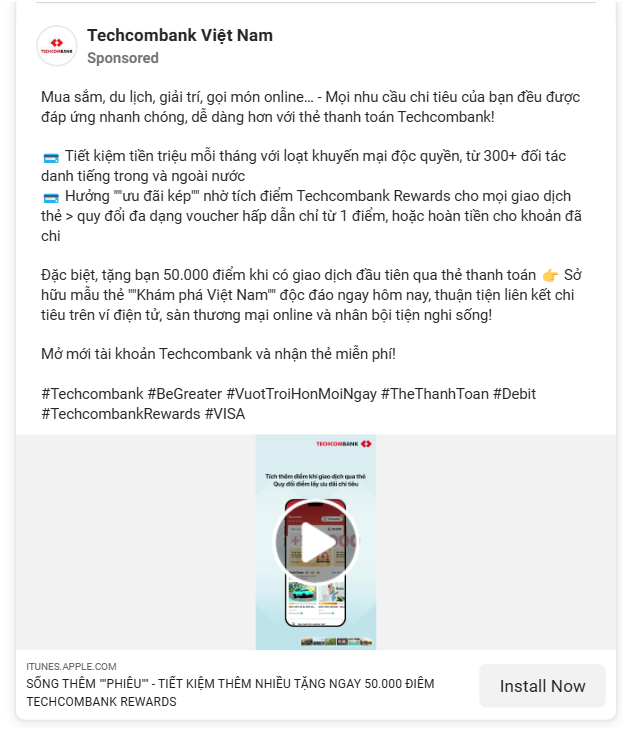 TECHCOMBANK
Techcombank Việt Nam
Sponsored
Mua sắm, du lịch, giải trí, gọi món online... - Mọi nhu cầu chi tiêu của bạn đều được
đáp ứng nhanh chóng, dễ dàng hơn với thẻ thanh toán Techcombank!
Tiết kiệm tiền triệu mỗi tháng với loạt khuyến mại độc quyền, từ 300+ đối tác
danh tiếng trong và ngoài nước
Hưởng ""ưu đãi kép"" nhờ tích điểm Techcombank Rewards cho mọi giao dịch
thẻ > quy đổi đa dạng voucher hấp dẫn chỉ từ 1 điểm, hoặc hoàn tiền cho khoản đã
chi
Đặc biệt, tặng bạn 50.000 điểm khi có giao dịch đầu tiên qua thẻ thanh toán 👉 Sở
hữu mẫu thẻ ""Khám phá Việt Nam"" độc đáo ngay hôm nay, thuận tiện liên kết chi
tiêu trên ví điện tử, sàn thương mại online và nhân bội tiện nghi sống!
Mở mới tài khoản Techcombank và nhận thẻ miễn phí!
#Techcombank #BeGreater #VuotTroiHonMoiNgay #TheThanhToan #Debit
#TechcombankRewards #VISA
TECHCOMBANK
Tích thêm điểm khi giao dịch qua thẻ
Quy đổi điểm lấy ưu đãi chi tiêu
ITUNES.APPLE.COM
SỐNG THÊM ""PHIÊU"" - TIẾT KIỆM THÊM NHIỀU TẶNG NGAY 50.000 ĐIỂM
TECHCOMBANK REWARDS
Install Now